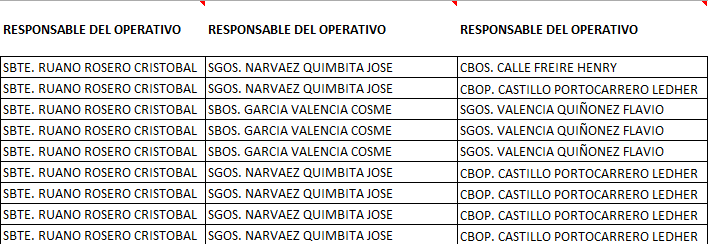 RESPONSABLE DEL OPERATIVO RESPONSABLE DEL OPERATIVO RESPONSABLE DEL OPERATIVO
SBTE. RUANO ROSERO CRISTOBAL SGOS. NARVAEZ QUIMBITA JOSE CBOS. CALLE FREIRE HENRY
SBTE. RUANO ROSERO CRISTOBAL SGOS. NARVAEZ QUIMBITA JOSE CBOP. CASTILLO PORTOCARRERO LEDHER
SBTE. RUANO ROSERO CRISTOBAL SBOS. GARCIA VALENCIA COSME SGOS. VALENCIA QUIÑONEZ FLAVIO
SBTE. RUANO ROSERO CRISTOBAL SBOS. GARCIA VALENCIA COSME SGOS. VALENCIA QUIÑONEZ FLAVIO
SBTE. RUANO ROSERO CRISTOBAL SBOS. GARCIA VALENCIA COSME SGOS. VALENCIA QUIÑONEZ FLAVIO
SBTE. RUANO ROSERO CRISTOBAL SGOS. NARVAEZ QUIMBITA JOSE CBOP. CASTILLO PORTOCARRERO LEDHER
SBTE. RUANO ROSERO CRISTOBAL SGOS. NARVAEZ QUIMBITA JOSE CBOP. CASTILLO PORTOCARRERO LEDHER
SBTE. RUANO ROSERO CRISTOBAL SGOS. NARVAEZ QUIMBITA JOSE CBOP. CASTILLO PORTOCARRERO LEDHER
SBTE. RUANO ROSERO CRISTOBAL SGOS. NARVAEZ QUIMBITA JOSE CBOP. CASTILLO PORTOCARRERO LEDHER